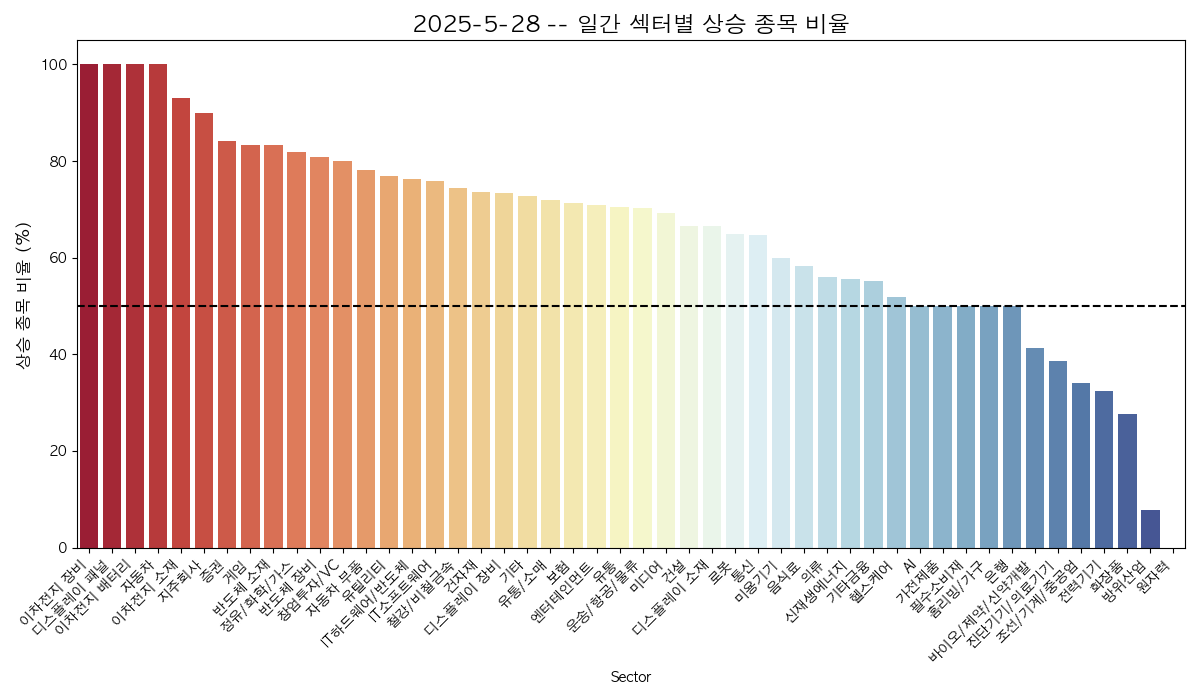 2025-5-28 -- 일간 섹터별 상승 종목 비율
상승 종목 비율 (%)
100
80
60
40
20
0
이차전지 장비
디스플레이 패널
이차전지 배터리
자동차
이차전지 소재
지주회사
증권
게임
반도체 소재
정유/화학/가스
반도체 장비
창업투자/VC
자동차 부품
유틸리티
IT하드웨어/반도체
IT소프트웨어
철강/비철금속
건자재
디스플레이 장비
기타
유통/소매
보험
엔터테인먼트
유통
운송/항공/물류
미디어
건설
디스플레이 소재
로봇
통신
미용기기
음식료
의류
신재생에너지
기타금융
헬스케어
AI
가전제품
필수소비재
홈리빙/가구
은행
바이오/제약/신약개발
진단기기/의료기기
조선/기계/중공업
전력기기
화장품
방위산업
원자력
Sector